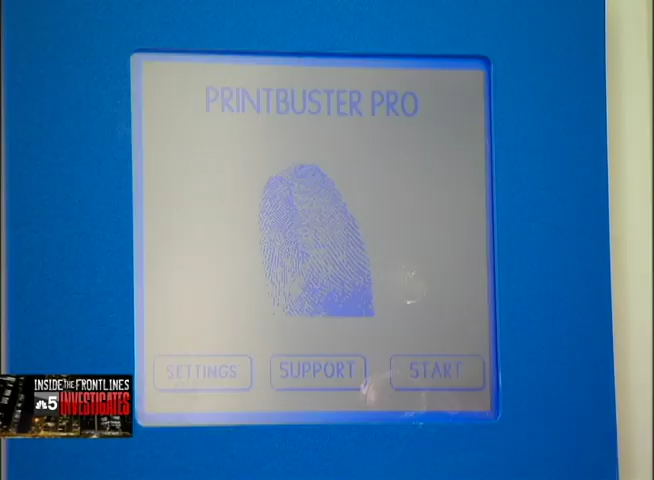 PRINTBUSTER PRO
SETTINGS
SUPPORT
START
INSIDE THE FRONTLINES
5 INVESTIGATES